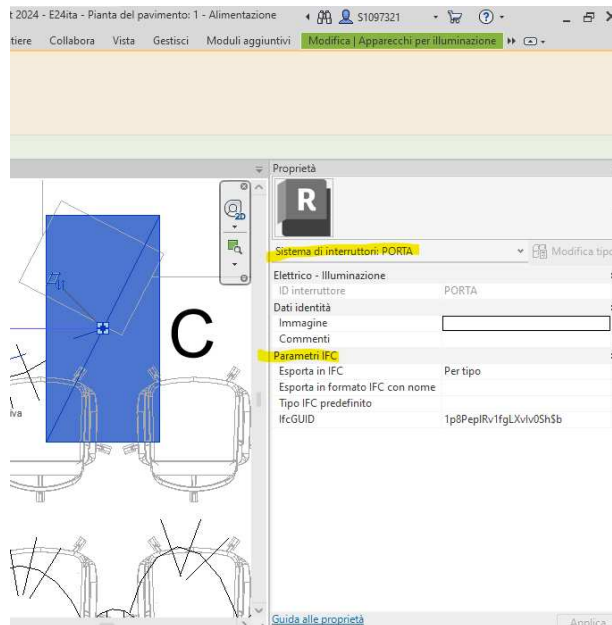 t 2024 - E24ita - Pianta del pavimento: 1 - Alimentazione S1097321
tiere Collabora Vista Gestisci Moduli aggiuntivi Modifica | Apparecchi per illuminazione
Proprietà
2D
R
Sistema di interruttori: PORTA Modifica tipo
Elettrico - Illuminazione
ID interruttore PORTA
Dati identità
Immagine
Commenti
Parametri IFC
Esporta in IFC Per tipo
Esporta in formato IFC con nome
Tipo IFC predefinito
IfcGUID
C
iva
Guida alle proprietà Applica